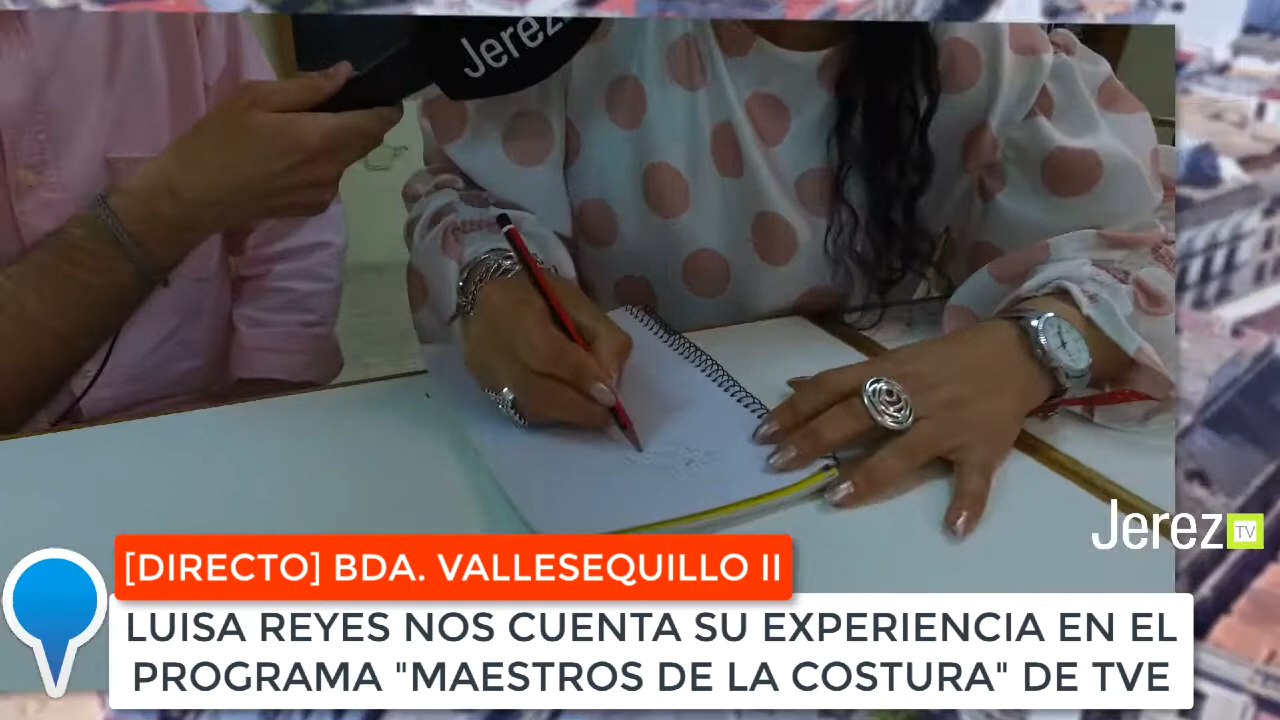 Jerez
Jerez TV
[DIRECTO] BDA. VALLESEQUILLO II
LUISA REYES NOS CUENTA SU EXPERIENCIA EN EL
PROGRAMA "MAESTROS DE LA COSTURA" DE TVE